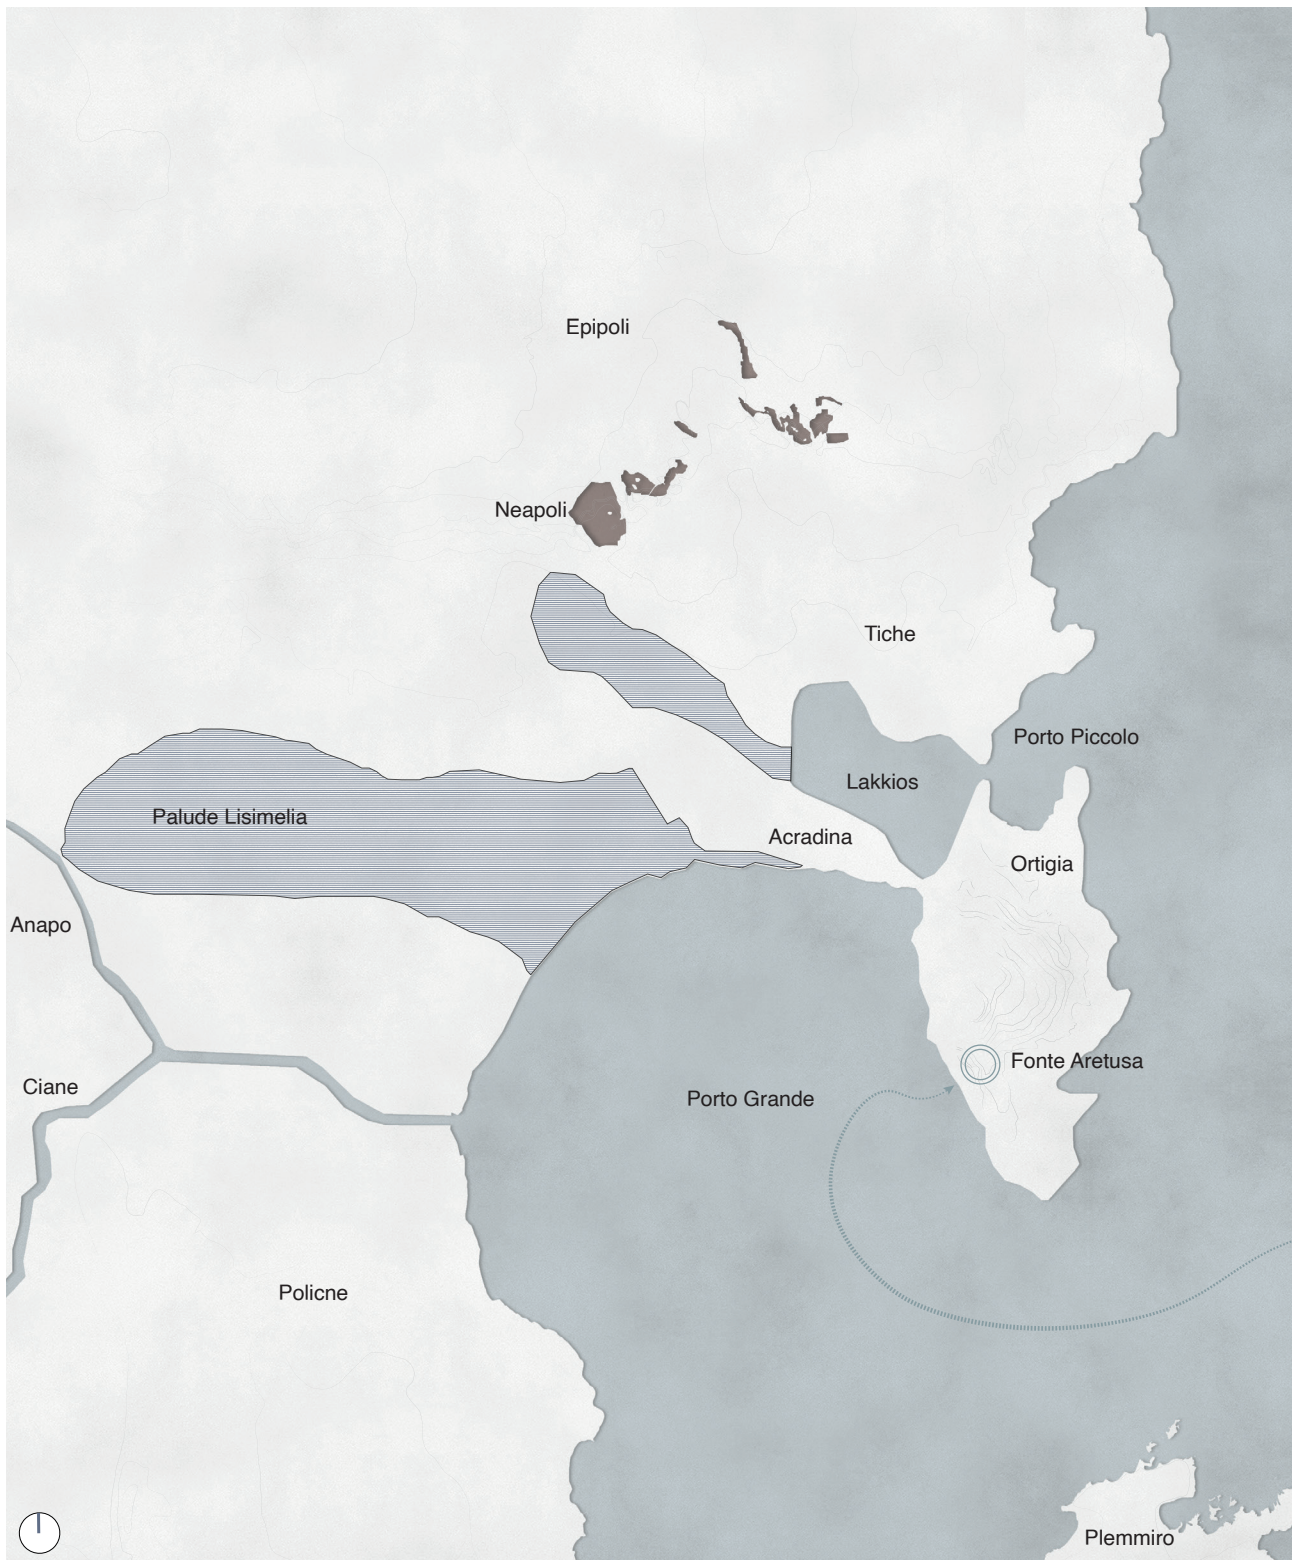 Epipoli
Neapoli
Tiche
Porto Piccolo
Lakkios
Palude Lisimelia
Acradina
Ortigia
Anapo
Fonte Aretusa
Ciane
Porto Grande
Policne
Plemmiro